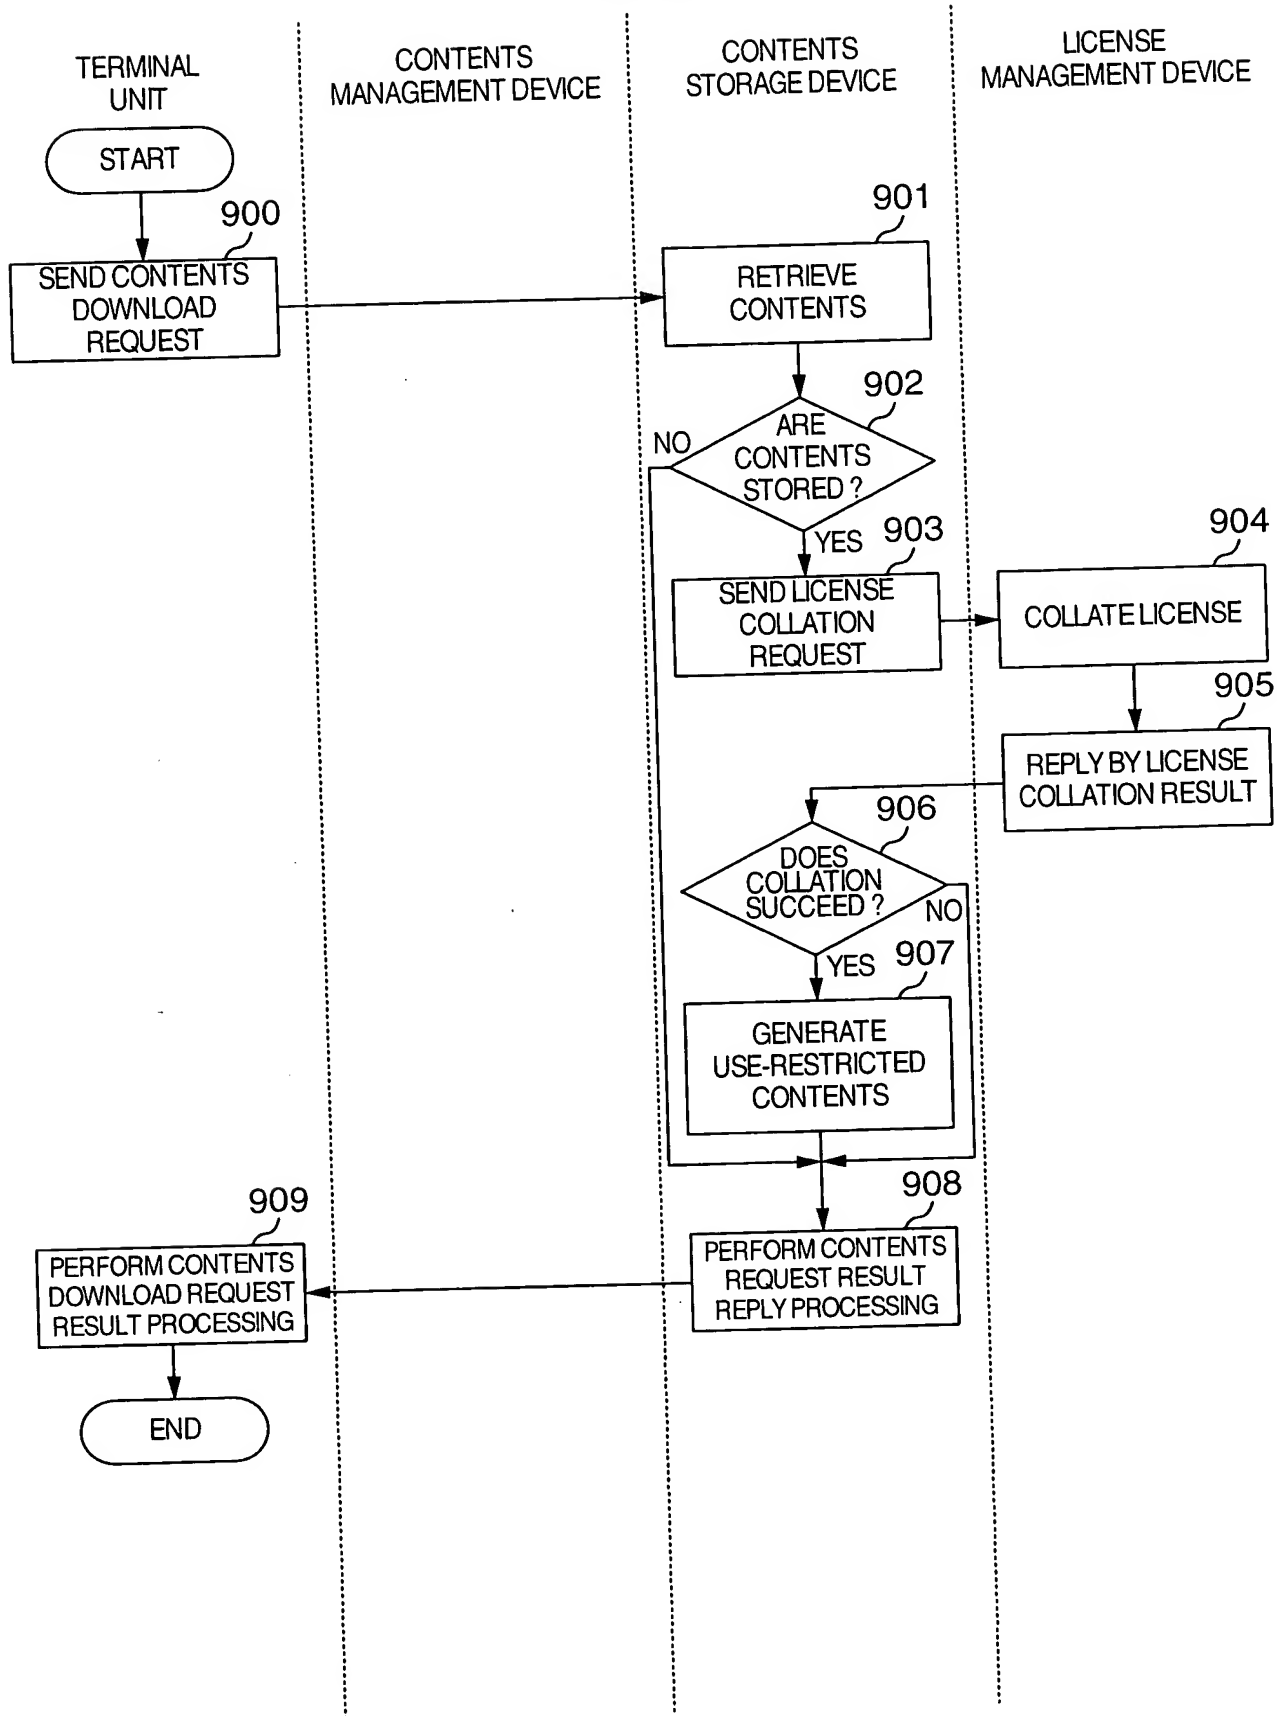 TERMINAL
UNIT
CONTENTS
MANAGEMENT DEVICE
CONTENTS
STORAGE DEVICE
LICENSE
MANAGEMENT DEVICE
START
900
SEND CONTENTS
DOWNLOAD
REQUEST
901
RETRIEVE
CONTENTS
902
ARE
CONTENTS
STORED ?
NO
YES
903
SEND LICENSE
COLLATION
REQUEST
904
COLLATE LICENSE
905
REPLY BY LICENSE
COLLATION RESULT
906
DOES
COLLATION
SUCCEED ?
NO
YES
907
GENERATE
USE-RESTRICTED
CONTENTS
908
PERFORM CONTENTS
REQUEST RESULT
REPLY PROCESSING
909
PERFORM CONTENTS
DOWNLOAD REQUEST
RESULT PROCESSING
END